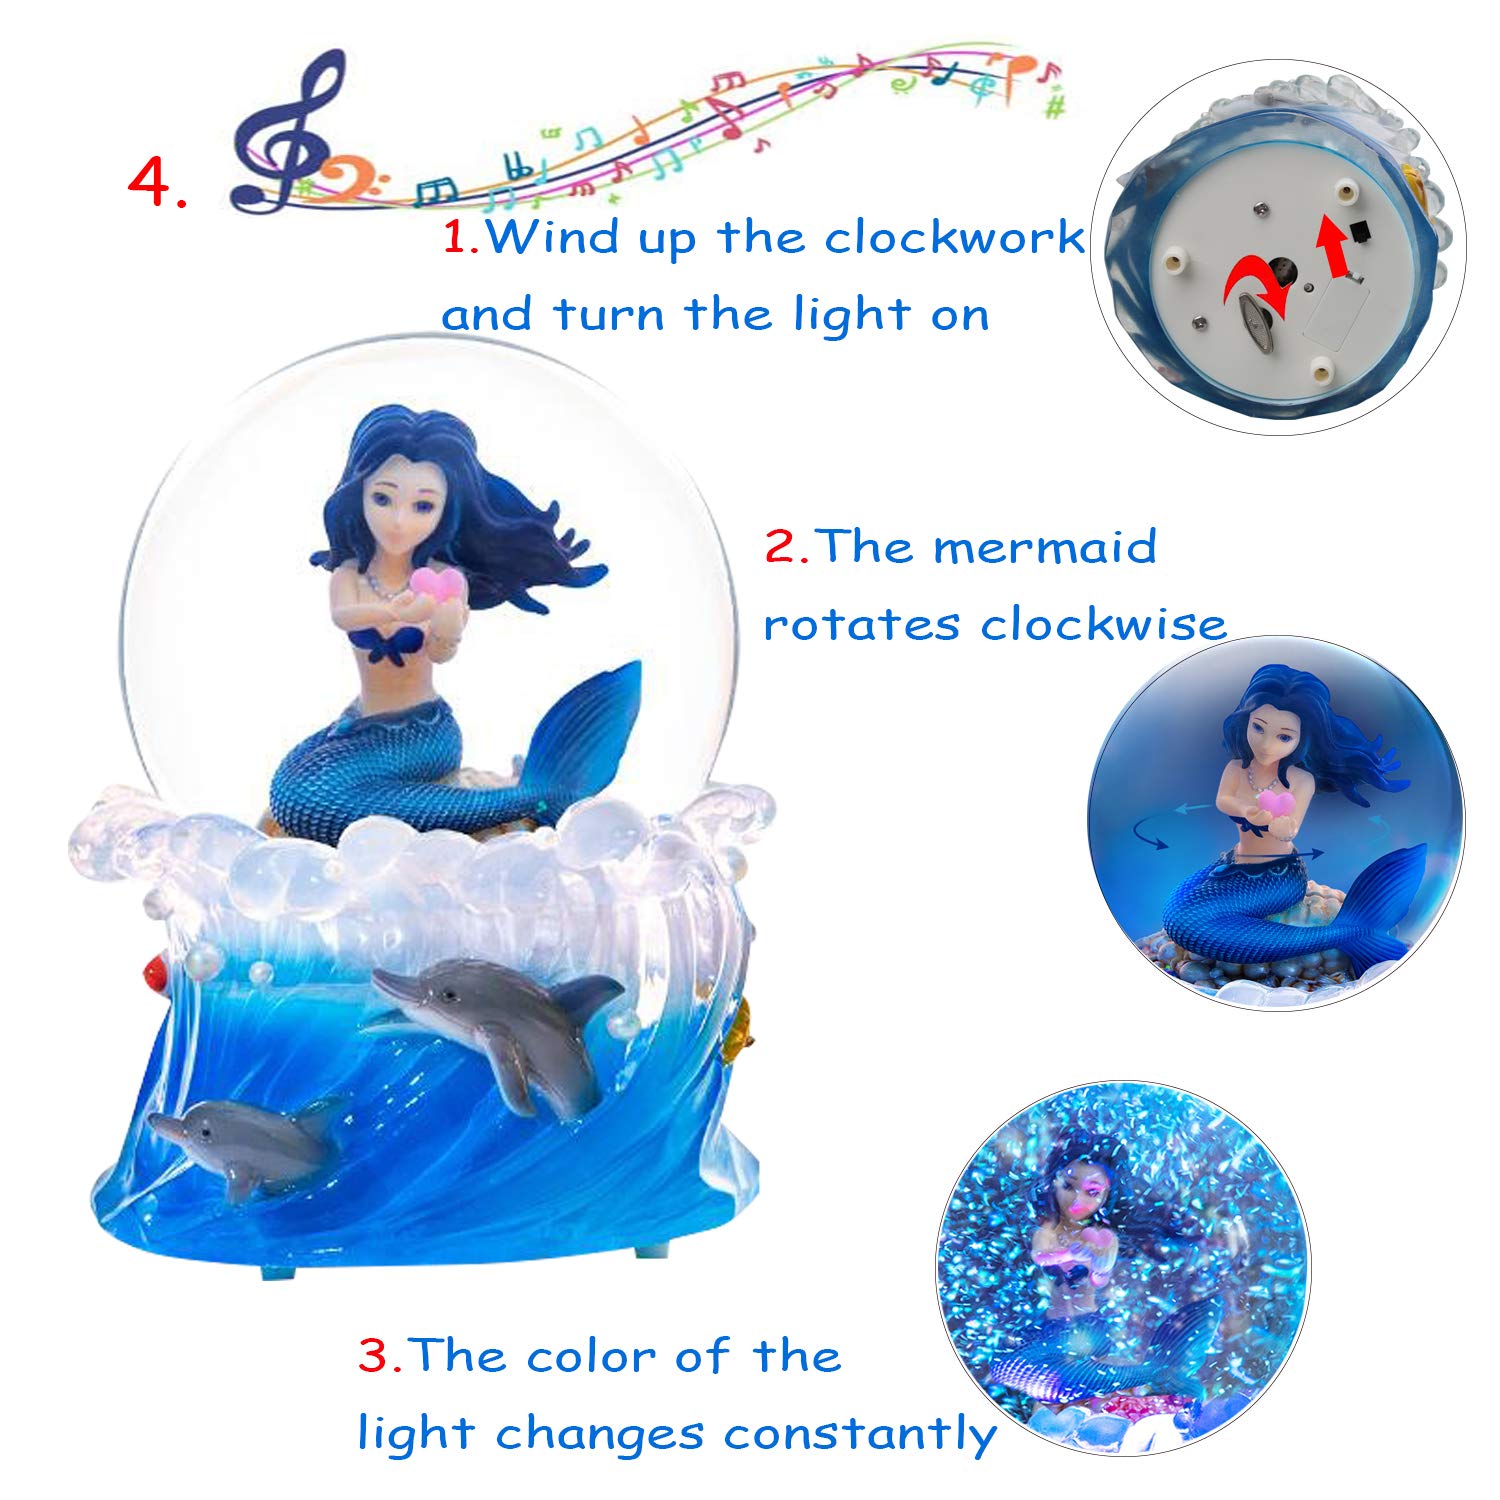 4.
1.Wind up the clockwork
and turn the light on
2.The mermaid
rotates clockwise
3.The color of the
light changes constantly